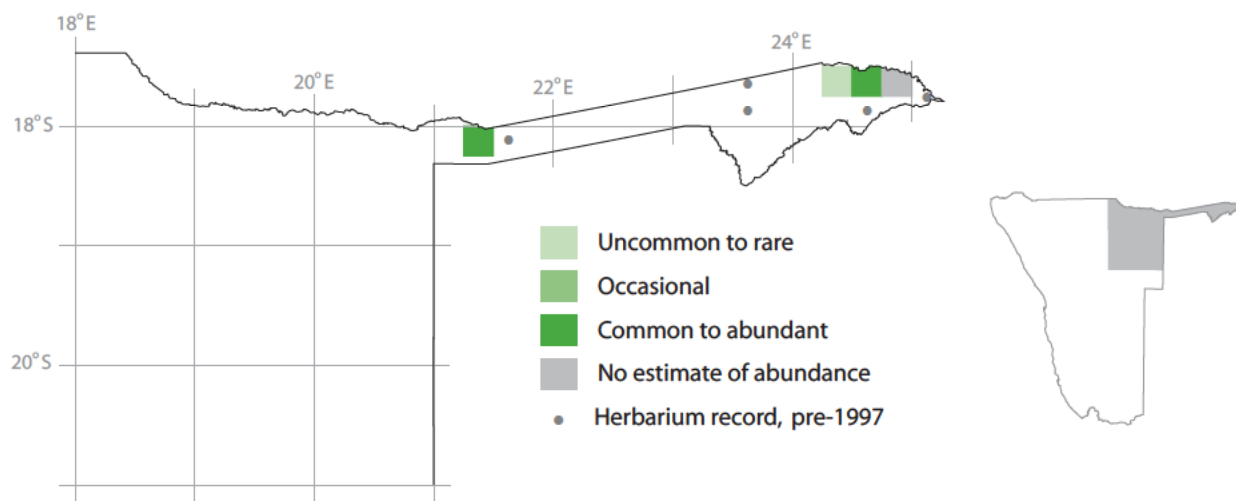 18°E
20°E
22°E
24°E
18°S
20°S
Uncommon to rare
Occasional
Common to abundant
No estimate of abundance
Herbarium record, pre-1997